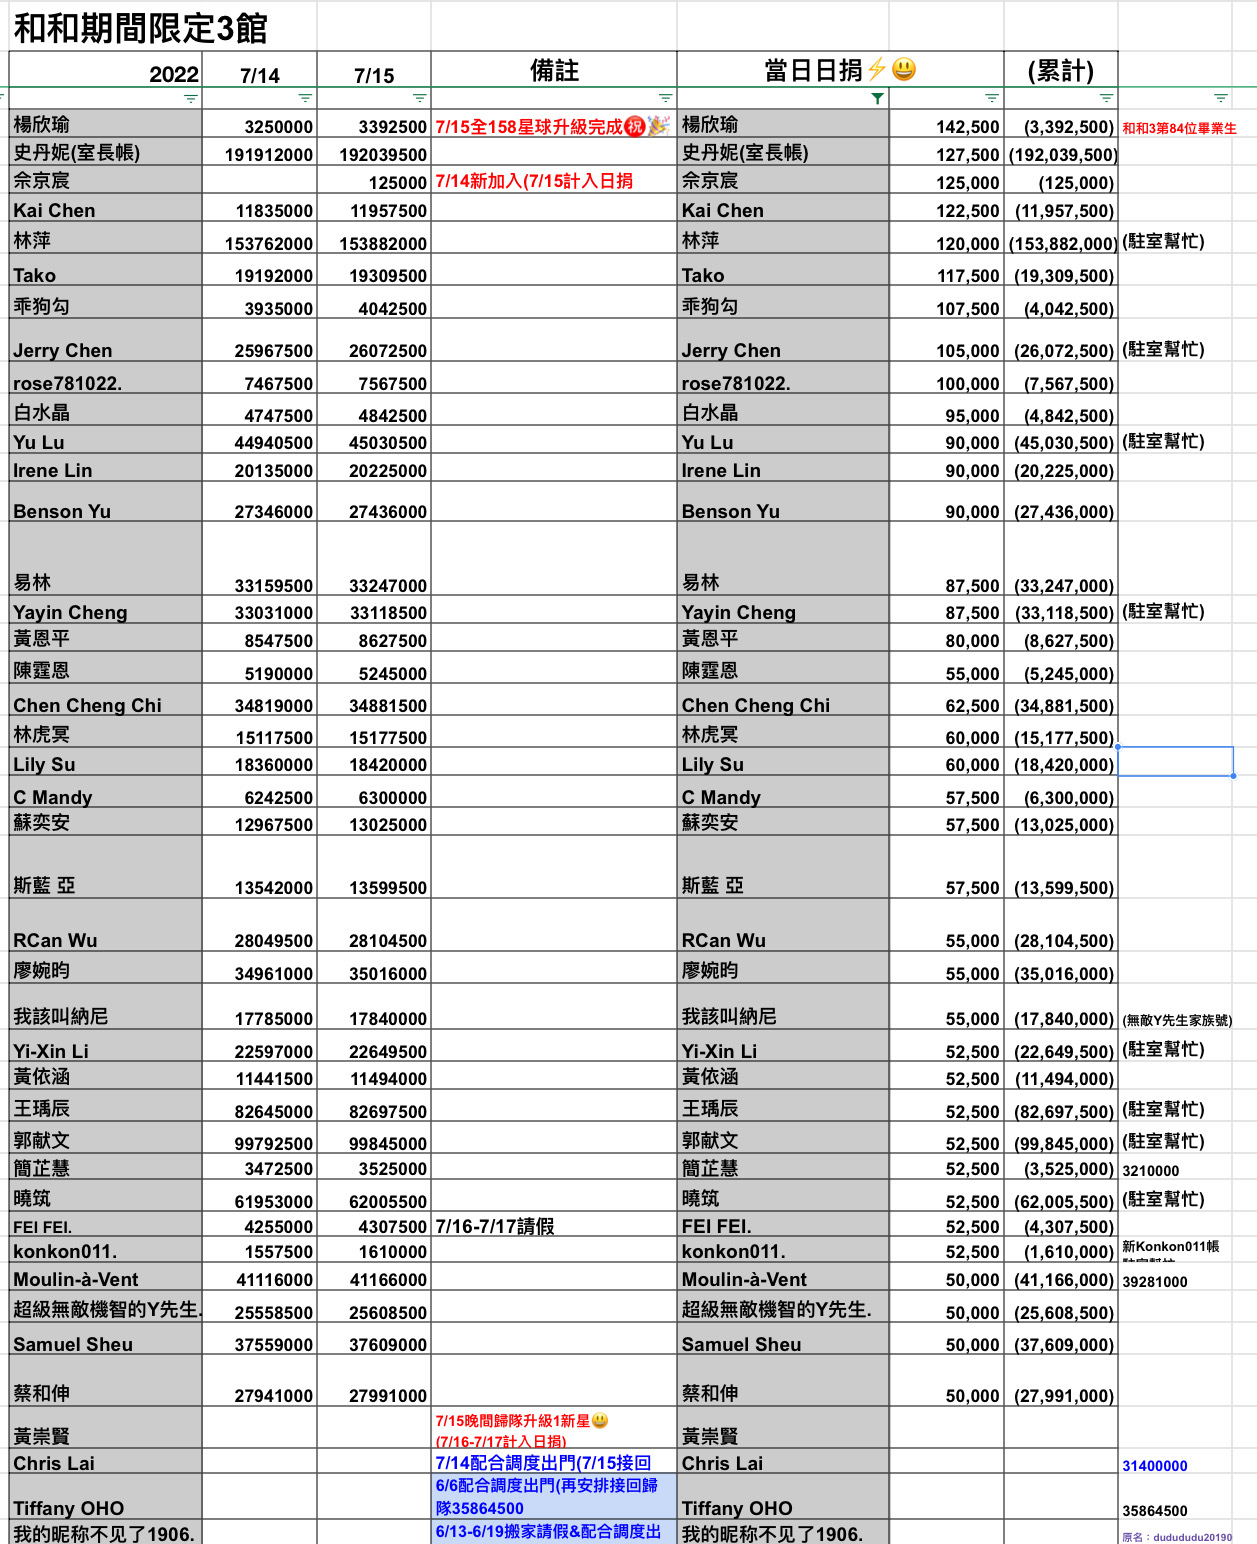 和和期間限定3館
2022 7/14 7/15 備註 當日日捐⚡😃 (累計)
楊欣瑜 3250000 3392500 7/15全158星球升級完成㊗️🎉 楊欣瑜 142,500 (3,392,500) 和和3第84位畢業生
史丹妮(室長帳) 191912000 192039500 史丹妮(室長帳) 127,500 (192,039,500)
佘京宸 125000 7/14新加入(7/15計入日捐 佘京宸 125,000 (125,000)
Kai Chen 11835000 11957500 Kai Chen 122,500 (11,957,500)
林萍 153762000 153882000 林萍 120,000 (153,882,000) (駐室幫忙)
Tako 19192000 19309500 Tako 117,500 (19,309,500)
乖狗勾 3935000 4042500 乖狗勾 107,500 (4,042,500)
Jerry Chen 25967500 26072500 Jerry Chen 105,000 (26,072,500) (駐室幫忙)
rose781022. 7467500 7567500 rose781022. 100,000 (7,567,500)
白水晶 4747500 4842500 白水晶 95,000 (4,842,500)
Yu Lu 44940500 45030500 Yu Lu 90,000 (45,030,500) (駐室幫忙)
Irene Lin 20135000 20225000 Irene Lin 90,000 (20,225,000)
Benson Yu 27346000 27436000 Benson Yu 90,000 (27,436,000)
易林 33159500 33247000 易林 87,500 (33,247,000)
Yayin Cheng 33031000 33118500 Yayin Cheng 87,500 (33,118,500) (駐室幫忙)
黃恩平 8547500 8627500 黃恩平 80,000 (8,627,500)
陳霆恩 5190000 5245000 陳霆恩 55,000 (5,245,000)
Chen Cheng Chi 34819000 34881500 Chen Cheng Chi 62,500 (34,881,500)
林虎冥 15117500 15177500 林虎冥 60,000 (15,177,500)
Lily Su 18360000 18420000 Lily Su 60,000 (18,420,000)
C Mandy 6242500 6300000 C Mandy 57,500 (6,300,000)
蘇奕安 12967500 13025000 蘇奕安 57,500 (13,025,000)
斯藍 亞 13542000 13599500 斯藍 亞 57,500 (13,599,500)
RCan Wu 28049500 28104500 RCan Wu 55,000 (28,104,500)
廖婉昀 34961000 35016000 廖婉昀 55,000 (35,016,000)
我該叫納尼 17785000 17840000 我該叫納尼 55,000 (17,840,000) (無敵Y先生家族號)
Yi-Xin Li 22597000 22649500 Yi-Xin Li 52,500 (22,649,500) (駐室幫忙)
黃依涵 11441500 11494000 黃依涵 52,500 (11,494,000)
王瑀辰 82645000 82697500 王瑀辰 52,500 (82,697,500) (駐室幫忙)
郭献文 99792500 99845000 郭献文 52,500 (99,845,000) (駐室幫忙)
簡芷慧 3472500 3525000 簡芷慧 52,500 (3,525,000) 3210000
曉筑 61953000 62005500 曉筑 52,500 (62,005,500) (駐室幫忙)
FEI FEI. 4255000 4307500 7/16-7/17請假 FEI FEI. 52,500 (4,307,500)
konkon011. 1557500 1610000 konkon011. 52,500 (1,610,000) 新Konkon011帳
Moulin-à-Vent 41116000 41166000 Moulin-à-Vent 50,000 (41,166,000) 39281000
超級無敵機智的Y先生. 25558500 25608500 超級無敵機智的Y先生. 50,000 (25,608,500)
Samuel Sheu 37559000 37609000 Samuel Sheu 50,000 (37,609,000)
蔡和伸 27941000 27991000 蔡和伸 50,000 (27,991,000)
7/15晚間歸隊升級1新星😃
黃崇賢 (7/16-7/17計入日捐) 黃崇賢
Chris Lai 7/14配合調度出門(7/15接回 Chris Lai 31400000
6/6配合調度出門(再安排接回歸
Tiffany OHO 隊35864500 Tiffany OHO 35864500
我的昵称不见了1906. 6/13-6/19搬家請假&配合調度出 我的昵称不见了1906. 原名：dudududu20190